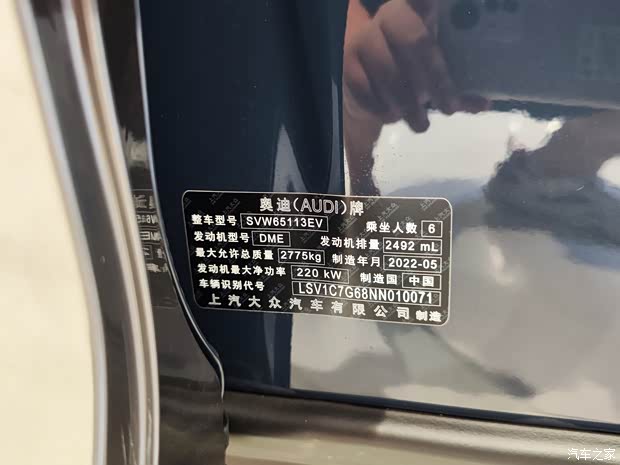 奥迪(AUDI)牌
整车型号 SVW65113EV 乘坐人数 6
发动机型号 DME 发动机排量 2492 mL
最大允许总质量 2775kg 制造年月 2022-05
发动机最大净功率 220 kW 制造国 中国
车辆识别代号 LSV1C7G68NN010071
上汽大众汽车有限公司 制造
汽车之家